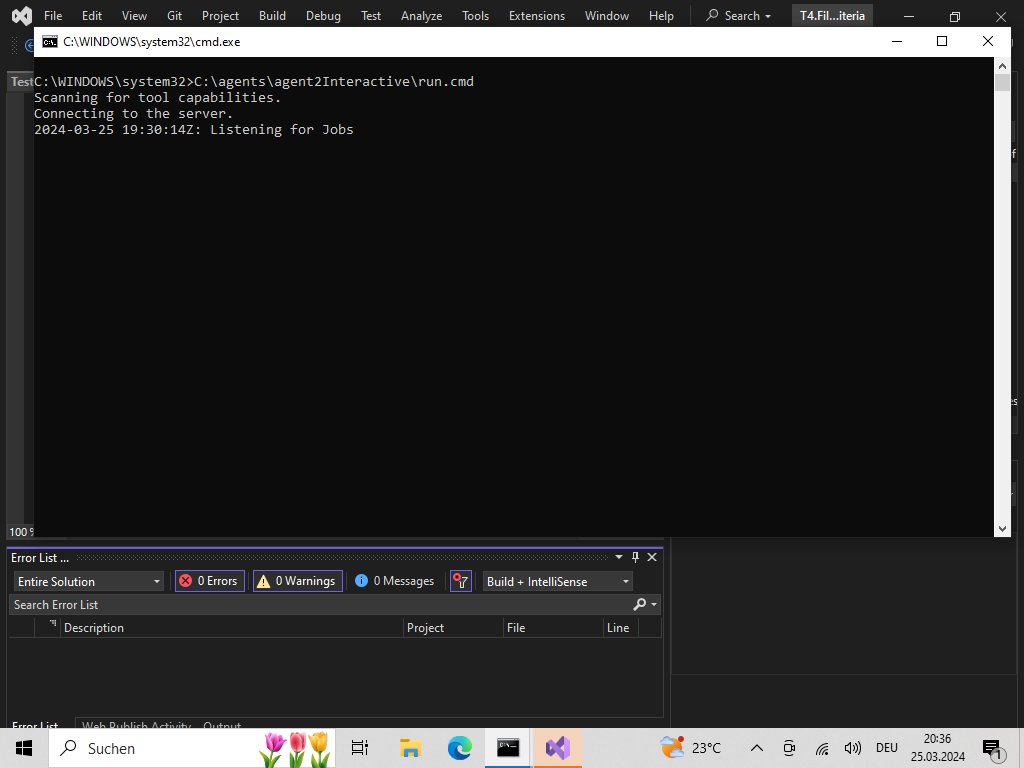 File Edit View Git Project Build Debug Test Analyze Tools Extensions Window Help Search T4.Fil...iteria
C:\WINDOWS\system32\cmd.exe
Test
C:\WINDOWS\system32>C:\agents\agent2Interactive\run.cmd
Scanning for tool capabilities.
Connecting to the server.
2024-03-25 19:30:14Z: Listening for Jobs
100 %
Error List ...
Entire Solution 0 Errors 0 Warnings 0 Messages Build + IntelliSense
Search Error List
Description Project File Line
Error List Web Publish Activity Output
Suchen 23°C DEU 20:36
25.03.2024
1